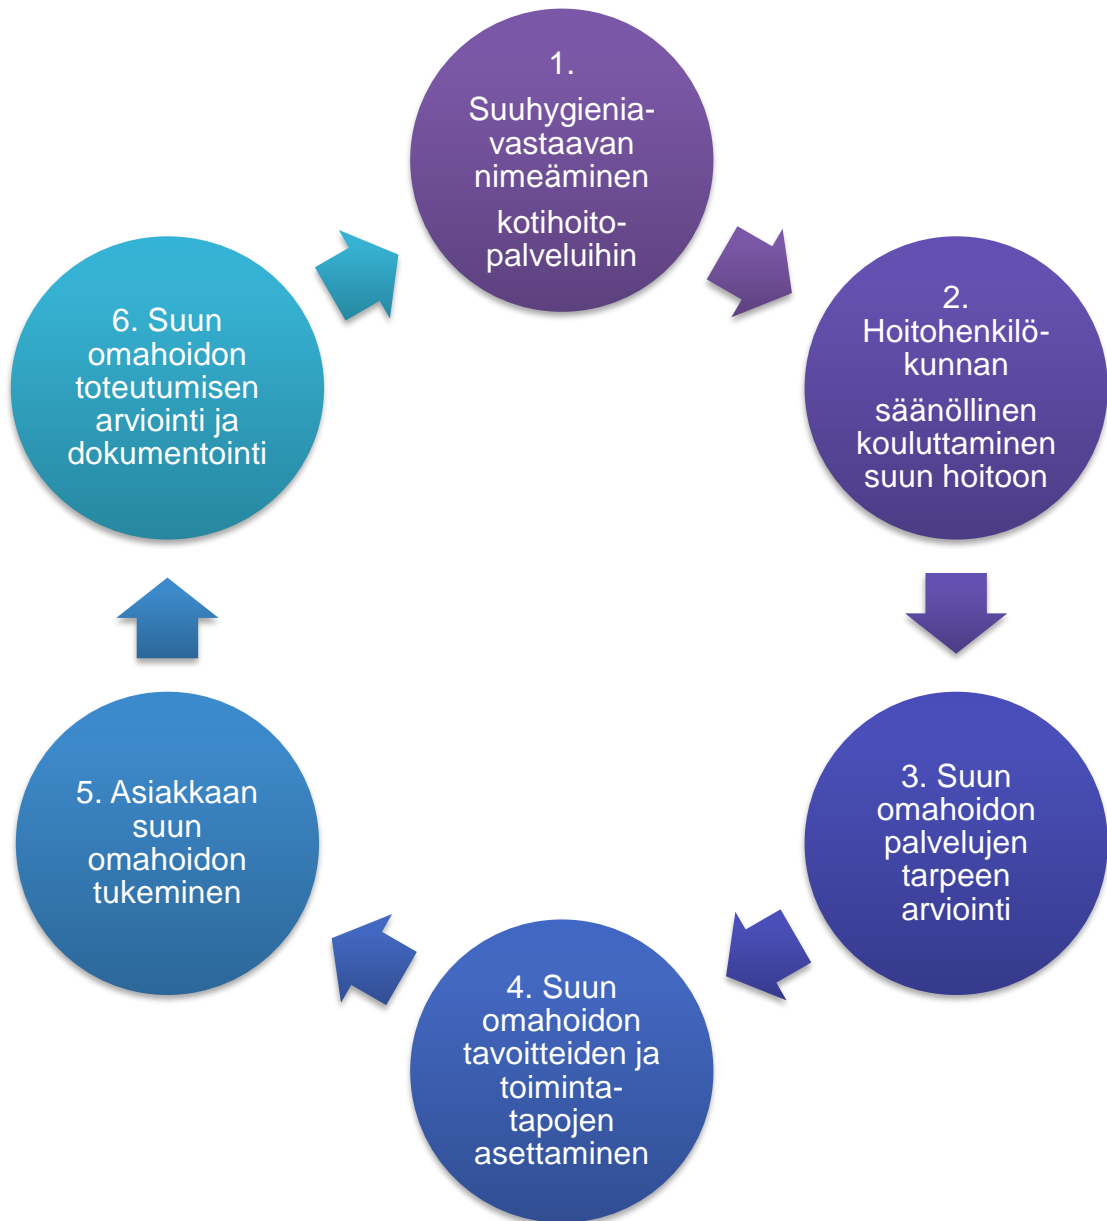 1.
Suuhygienia-
vastaavan
nimeäminen
kotihoito-
palveluihin
2.
Hoitohenkilö-
kunnan
säänöllinen
kouluttaminen
suun hoitoon
3. Suun
omahoidon
palvelujen
tarpeen
arviointi
4. Suun
omahoidon
tavoitteiden ja
toiminta-
tapojen
asettaminen
5. Asiakkaan
suun
omahoidon
tukeminen
6. Suun
omahoidon
toteutumisen
arviointi ja
dokumentointi